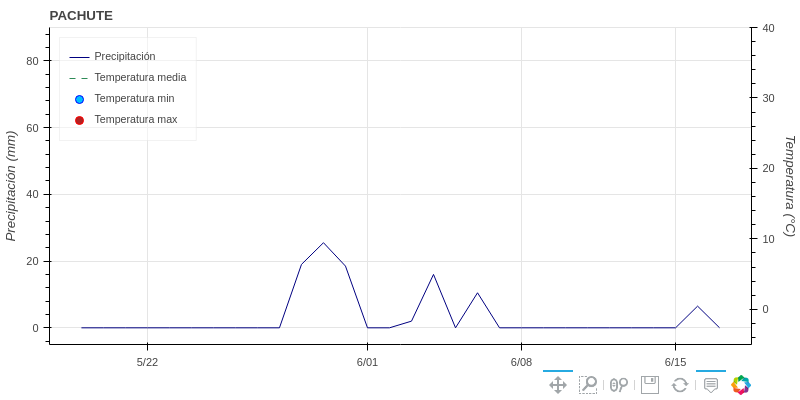 PACHUTE
Precipitación
Temperatura media
Temperatura min
Temperatura max
Precipitación (mm)
80
60
40
20
0
Temperatura (°C)
40
30
20
10
0
5/22
6/01
6/08
6/15